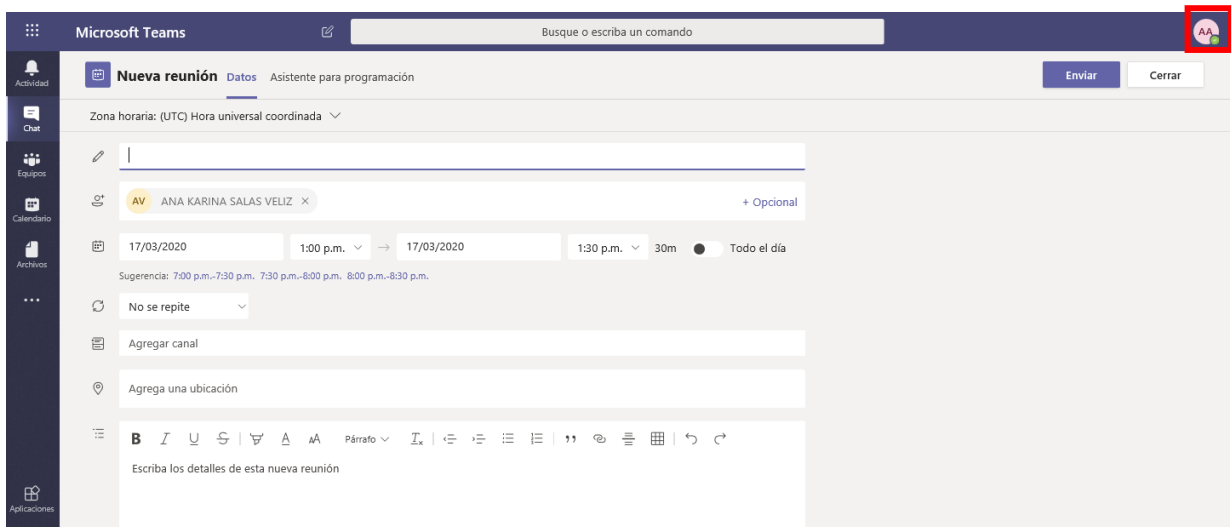 Microsoft Teams
Busque o escriba un comando
AA
Actividad
Chat
Equipos
Calendario
Archivos
Aplicaciones
Nueva reunión Datos Asistente para programación
Enviar Cerrar
Zona horaria: (UTC) Hora universal coordinada
AV ANA KARINA SALAS VELIZ ×
+ Opcional
17/03/2020 1:00 p.m. → 17/03/2020 1:30 p.m. 30m Todo el día
Sugerencia: 7:00 p.m.-7:30 p.m. 7:30 p.m.-8:00 p.m. 8:00 p.m.-8:30 p.m.
No se repite
Agregar canal
Agrega una ubicación
B I U S A AA Párrafo Ix
Escriba los detalles de esta nueva reunión